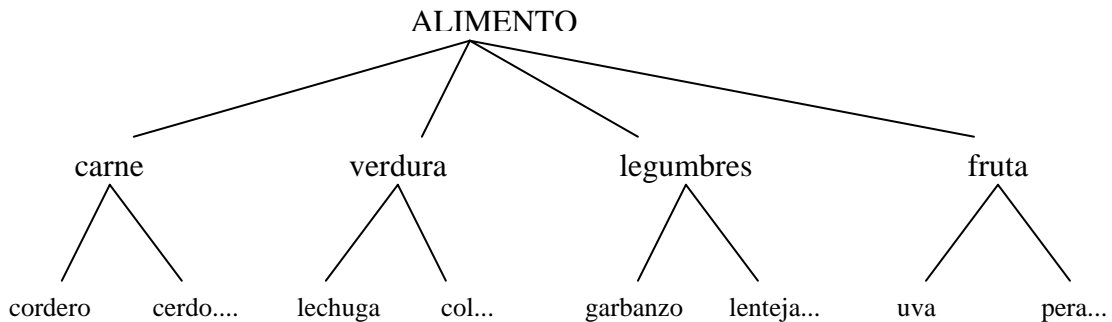 ALIMENTO
carne verdura legumbres fruta
cordero cerdo.... lechuga col... garbanzo lenteja... uva pera...